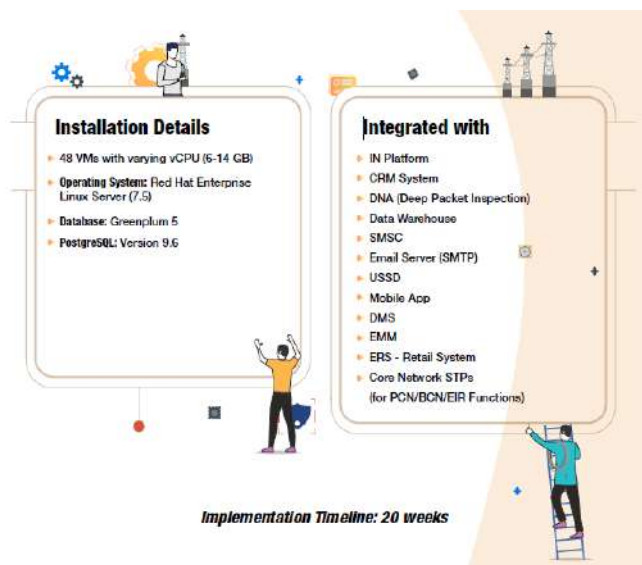 Installation Details
48 VMs with varying vCPU (6-14 GB)
Operating System: Red Hat Enterprise
Linux Server (7.5)
Database: Greenplum 5
PostgreSQL: Version 9.6
Integrated with
IN Platform
CRM System
DNA (Deep Packet Inspection)
Data Warehouse
SMSC
Email Server (SMTP)
USSD
Mobile App
DMS
EMM
ERS - Retail System
Core Network STPs
(for PCN/BCN/EIR Functions)
Implementation Timeline: 20 weeks